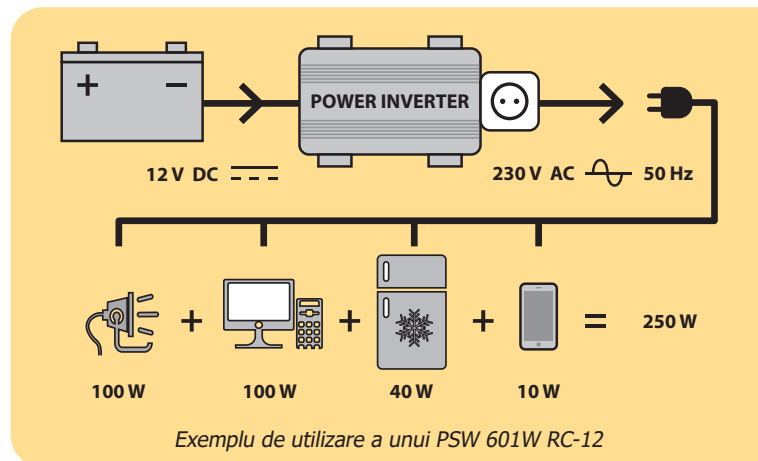 + −
POWER INVERTER
12 V DC
230 V AC 50 Hz
+ + + = 250 W
100 W 100 W 40 W 10 W
Exemplu de utilizare a unui PSW 601W RC-12